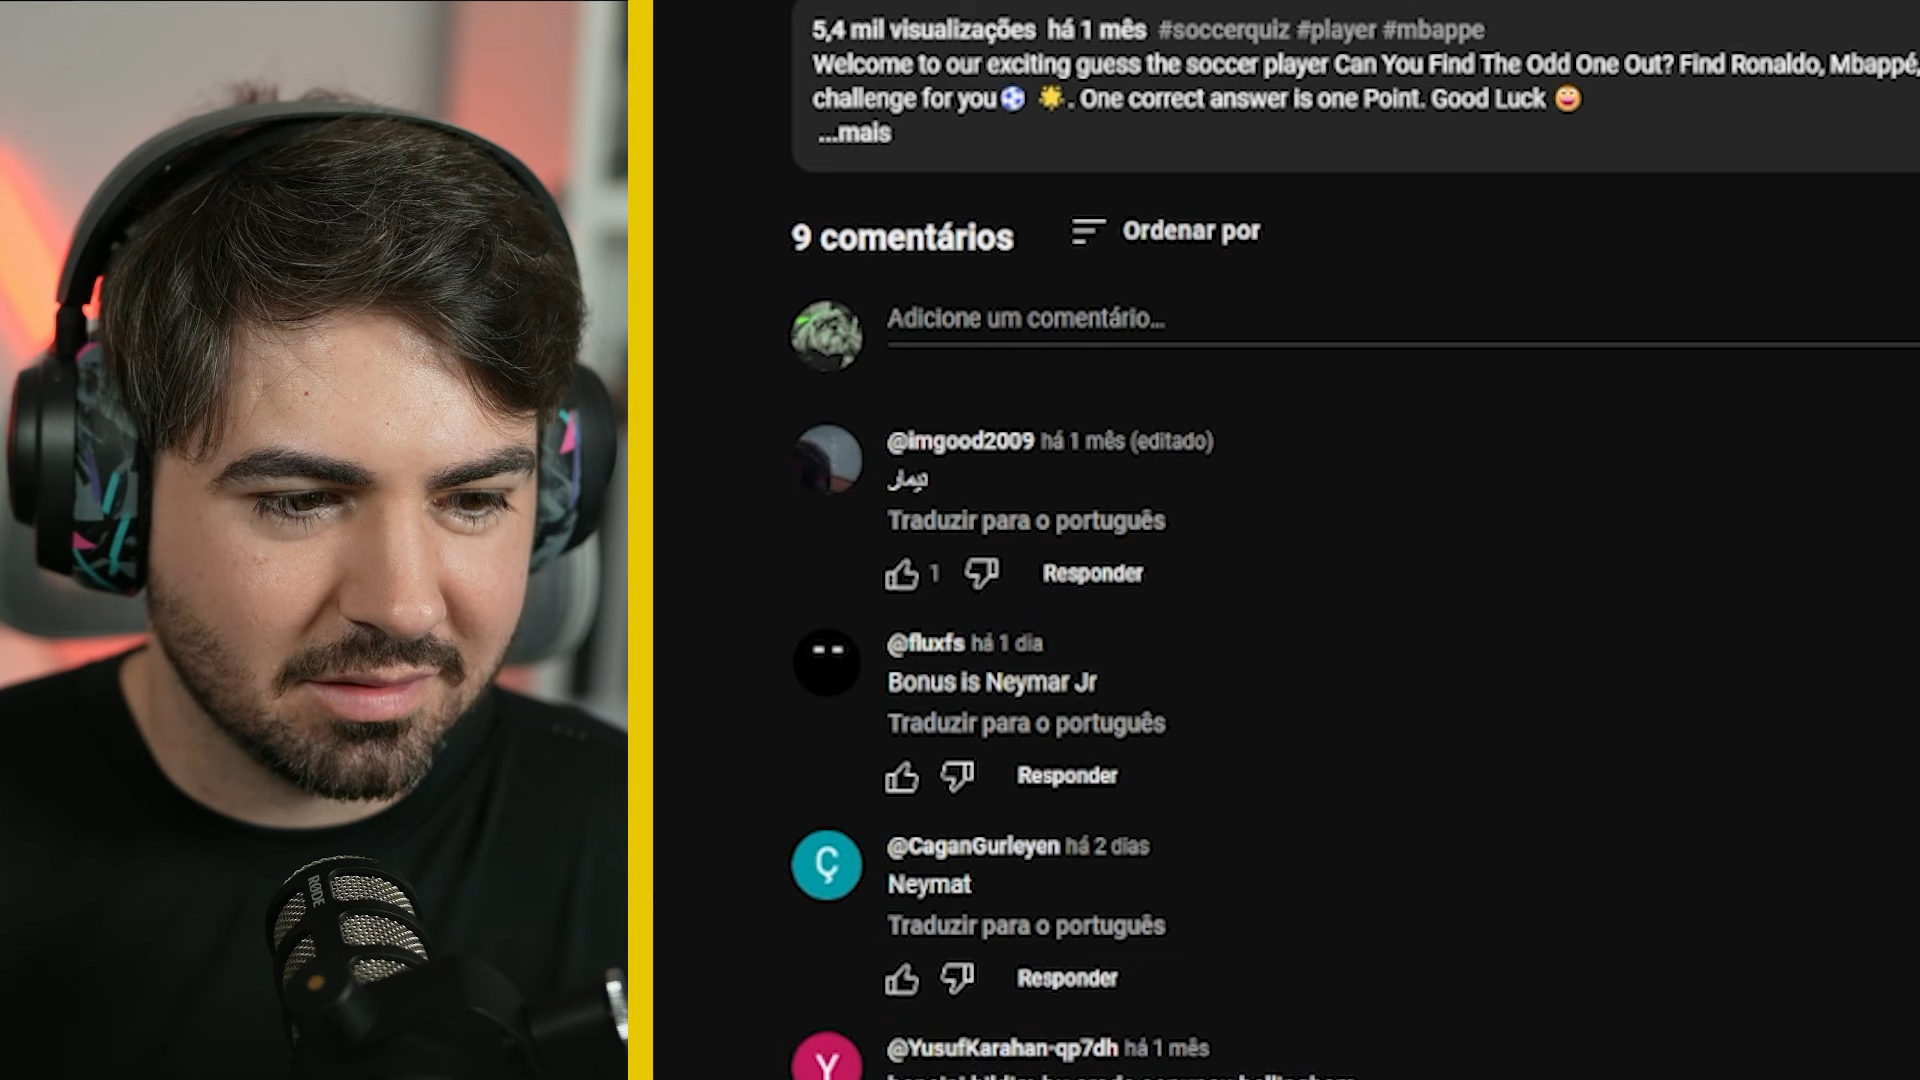 5,4 mil visualizações há 1 mês #soccerquiz #player #mbappe
Welcome to our exciting guess the soccer player Can You Find The Odd One Out? Find Ronaldo, Mbappé,
challenge for you⚽ 🌟. One correct answer is one Point. Good Luck 😀
...mais
9 comentários
Ordenar por
Adicione um comentário...
@imgood2009 há 1 mês (editado)
نیمار
Traduzir para o português
1
Responder
@fluxfs há 1 dia
Bonus is Neymar Jr
Traduzir para o português
Responder
Ç
@CaganGurleyen há 2 dias
Neymat
Traduzir para o português
Responder
Y
@YusufKarahan-qp7dh há 1 mês
RØDE